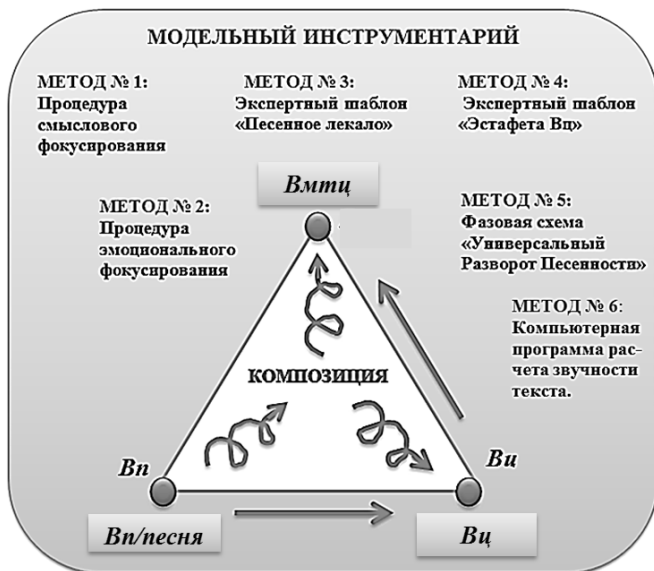 МОДЕЛЬНЫЙ ИНСТРУМЕНТАРИЙ
МЕТОД № 1:
Процедура
смыслового
фокусирования
МЕТОД № 3:
Экспертный шаблон
«Песенное лекало»
МЕТОД № 4:
Экспертный шаблон
«Эстафета Вц»
МЕТОД № 2:
Процедура
эмоционального
фокусирования
Вмтц
МЕТОД № 5:
Фазовая схема
«Универсальный
Разворот Песенности»
МЕТОД № 6:
Компьютерная
программа рас-
чета звучности
текста.
КОМПОЗИЦИЯ
Вп
Вц
Вп/песня
Вц